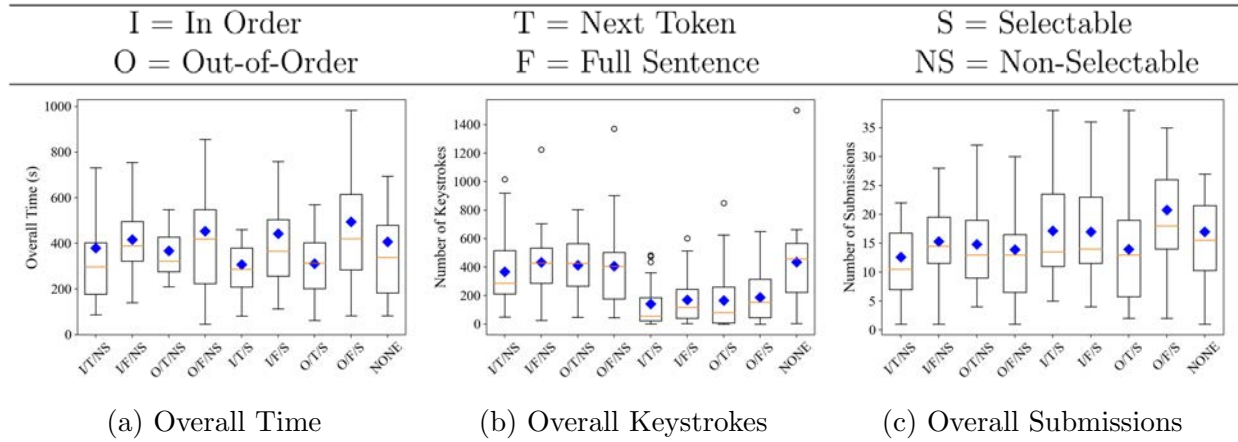 I = In Order T = Next Token S = Selectable
O = Out-of-Order F = Full Sentence NS = Non-Selectable
Overall Time (s)
1000
800
600
400
200
0
I/T/NS I/F/NS O/T/NS O/F/NS I/T/S I/F/S O/T/S O/F/S NONE
(a) Overall Time
Number of Keystrokes
1400
1200
1000
800
600
400
200
0
I/T/NS I/F/NS O/T/NS O/F/NS I/T/S I/F/S O/T/S O/F/S NONE
(b) Overall Keystrokes
Number of Submissions
35
30
25
20
15
10
5
0
I/T/NS I/F/NS O/T/NS O/F/NS I/T/S I/F/S O/T/S O/F/S NONE
(c) Overall Submissions